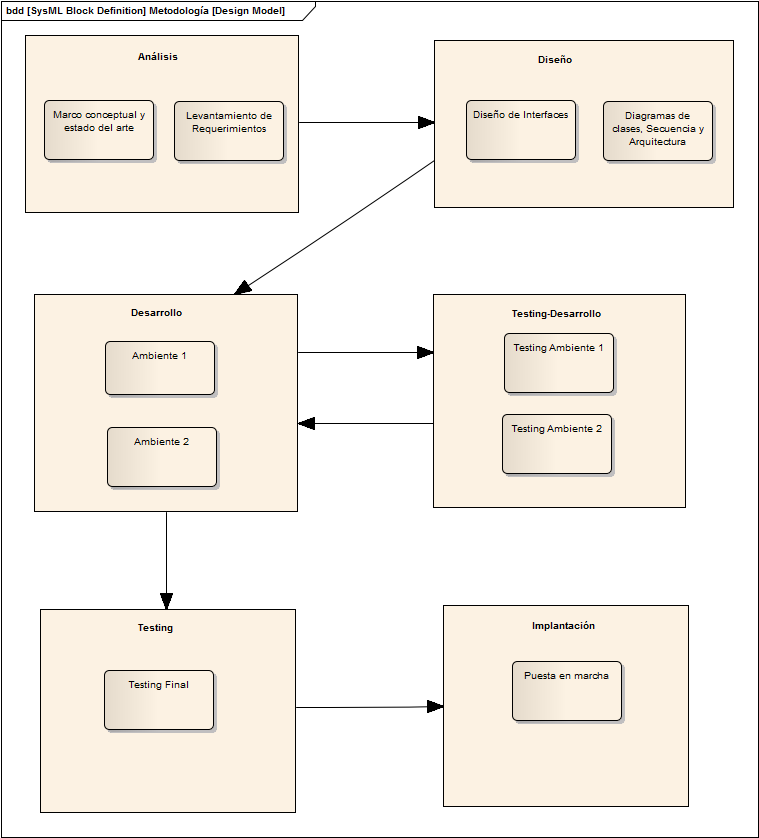 bdd [SysML Block Definition] Metodología [Design Model]
Análisis
Marco conceptual y
estado del arte
Levantamiento de
Requerimientos
Diseño
Diseño de Interfaces
Diagramas de
clases, Secuencia y
Arquitectura
Desarrollo
Ambiente 1
Ambiente 2
Testing-Desarrollo
Testing Ambiente 1
Testing Ambiente 2
Testing
Testing Final
Implantación
Puesta en marcha